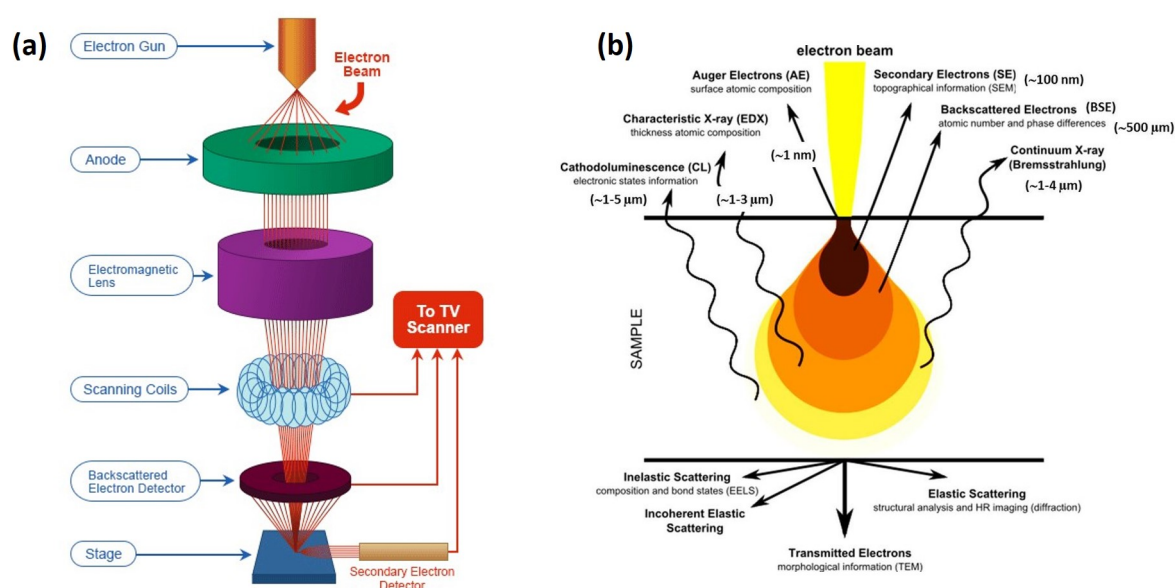 (a)
Electron Gun
Electron
Beam
Anode
Electromagnetic
Lens
To TV
Scanner
Scanning Coils
Backscattered
Electron Detector
Stage
Secondary Electron
Detector
(b)
electron beam
Auger Electrons (AE)
surface atomic composition
Secondary Electrons (SE)
topographical information (SEM)
(~100 nm)
Characteristic X-ray (EDX)
thickness atomic composition
Backscattered Electrons (BSE)
atomic number and phase differences
(~500 µm)
(~1 nm)
Continuum X-ray
(Bremsstrahlung)
(~1-4 µm)
Cathodoluminescence (CL)
electronic states information
(~1-5 µm)
(~1-3 µm)
SAMPLE
Inelastic Scattering
composition and bond states (EELS)
Incoherent Elastic
Scattering
Elastic Scattering
structural analysis and HR imaging (diffraction)
Transmitted Electrons
morphological information (TEM)